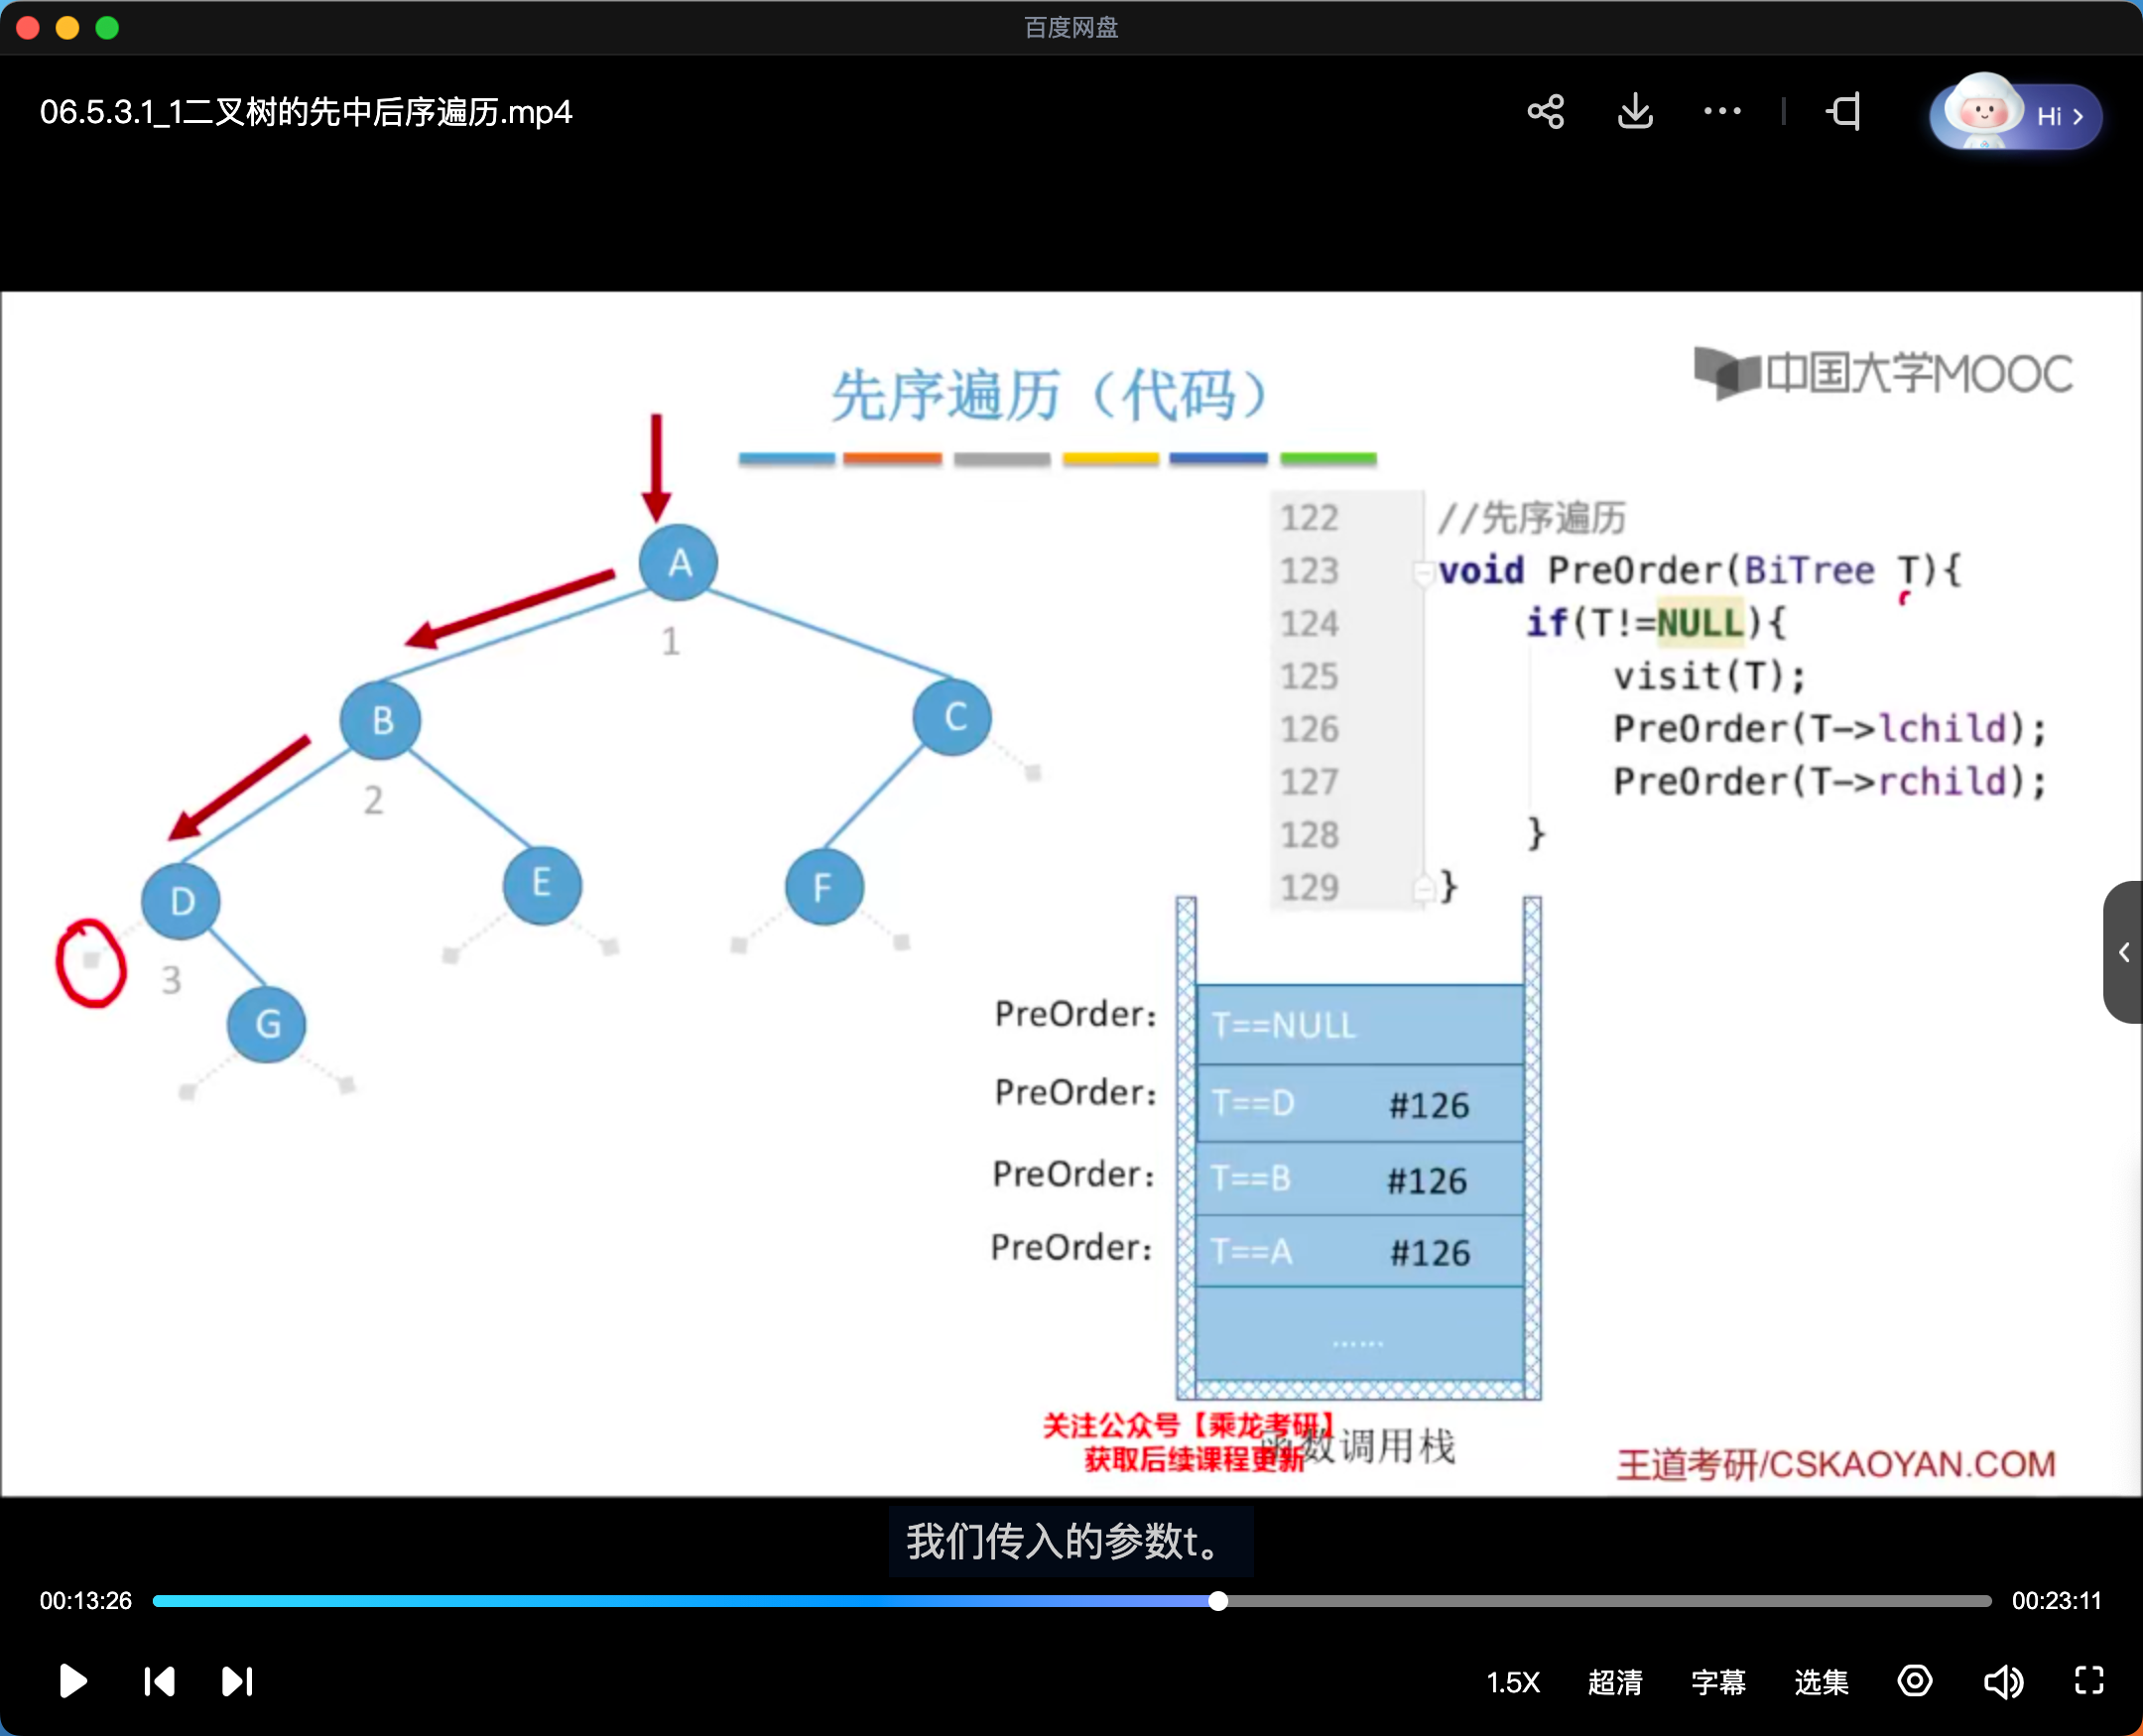 百度网盘
06.5.3.1_1二叉树的先中后序遍历.mp4
Hi
先序遍历（代码）
中国大学MOOC
A
1
B
C
2
D
E
F
3
G
122 //先序遍历
123 void PreOrder(BiTree T){
124 if(T!=NULL){
125 visit(T);
126 PreOrder(T->lchild);
127 PreOrder(T->rchild);
128 }
129 }
PreOrder： T==NULL
PreOrder： T==D #126
PreOrder： T==B #126
PreOrder： T==A #126
......
关注公众号【乘龙考研】
获取后续课程更新
函数调用栈
王道考研/CSKAOYAN.COM
我们传入的参数t。
00:13:26
00:23:11
1.5X 超清 字幕 选集